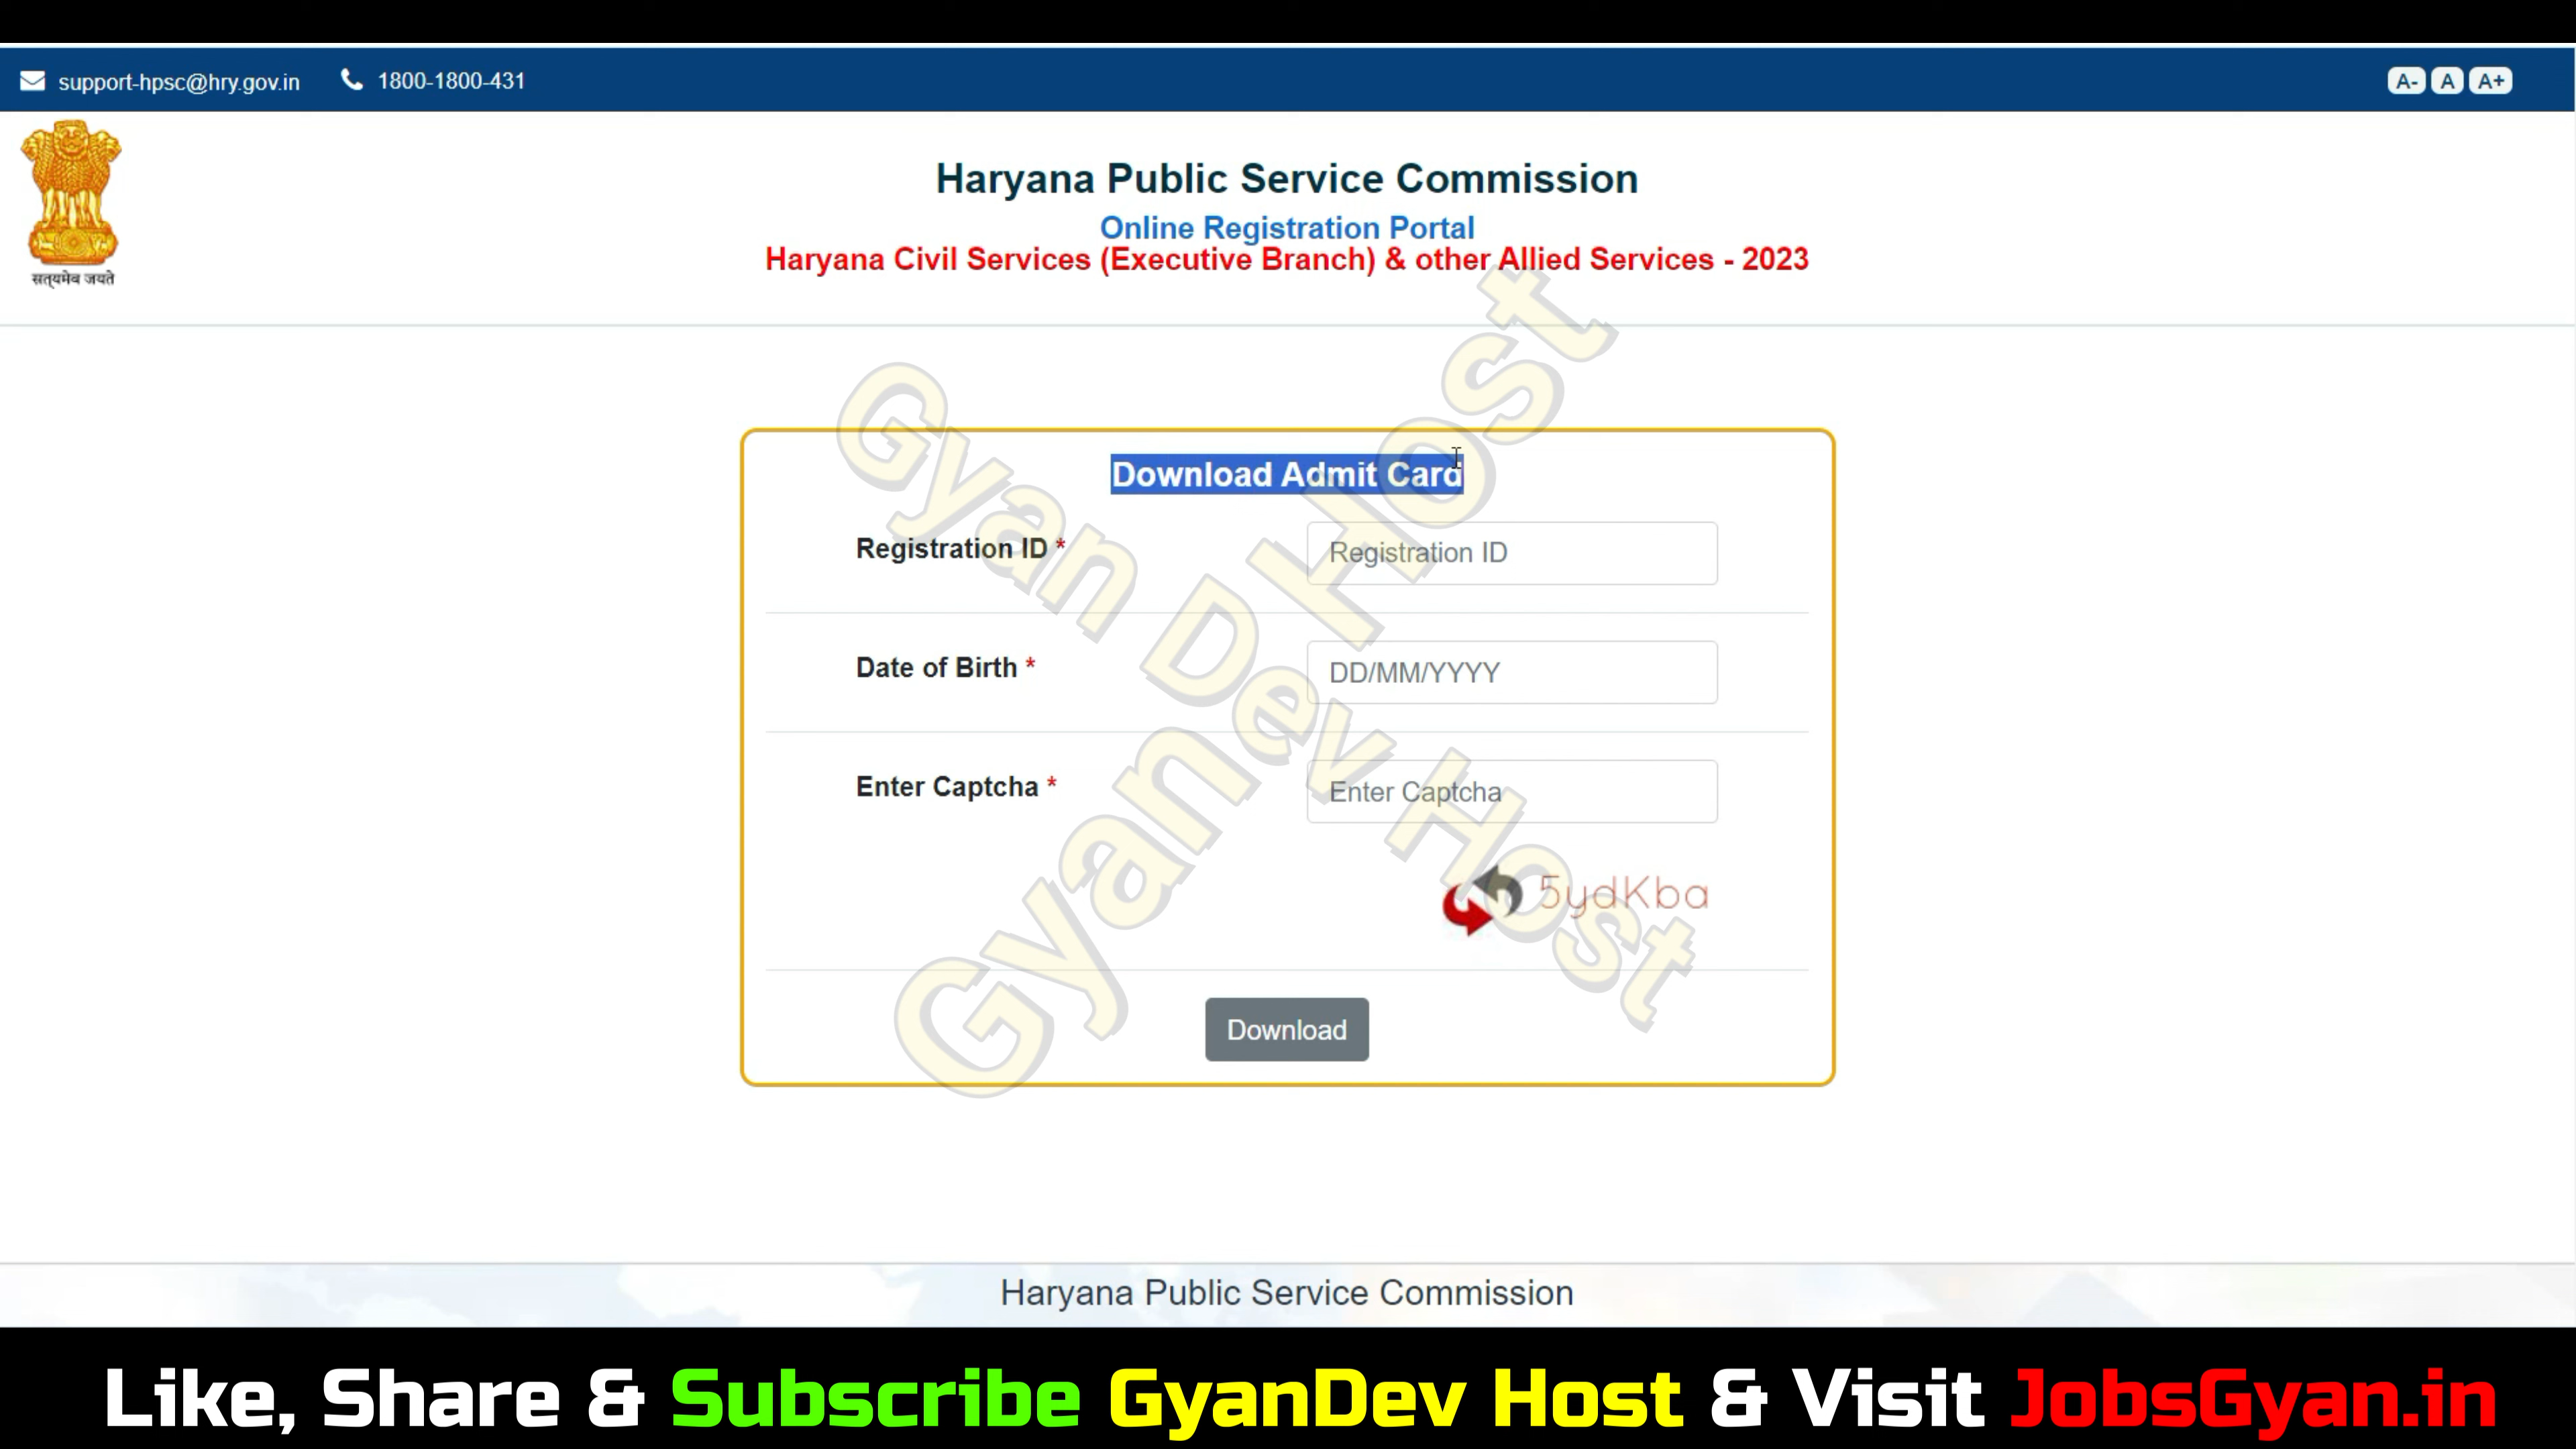 support-hpsc@hry.gov.in 1800-1800-431 A- A A+
सत्यमेव जयते
Haryana Public Service Commission
Online Registration Portal
Haryana Civil Services (Executive Branch) & other Allied Services - 2023
Download Admit Card
Registration ID * Registration ID
Date of Birth * DD/MM/YYYY
Enter Captcha * Enter Captcha
5ydKba
Download
Gyan Dev Host
Gyan Host
Haryana Public Service Commission
Like, Share & Subscribe GyanDev Host & Visit JobsGyan.in